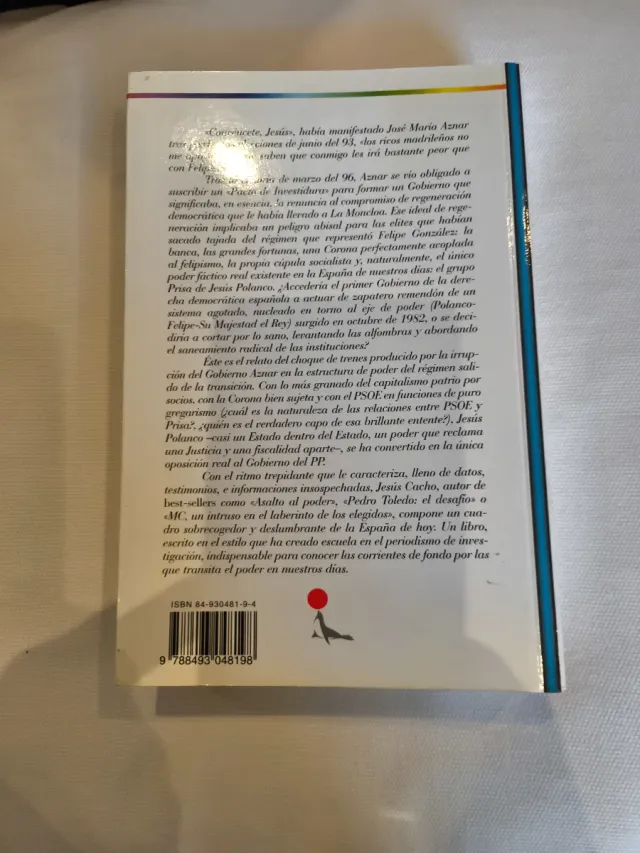 «Convéncete, Jesús», había manifestado José María Aznar
tras elecciones de junio del 93, «los ricos madrileños no
me saben que conmigo les irá bastante peor que
con Felipe
de marzo del 96, Aznar se vio obligado a
suscribir un «Pacto de Investidura» para formar un Gobierno que
significaba, en esencia, la renuncia al compromiso de regeneración
democrática que le había llevado a La Moncloa. Ese ideal de rege-
neración implicaba un peligro abisal para las elites que habían
sacado tajada del régimen que representó Felipe González: la
banca, las grandes fortunas, una Corona perfectamente acoplada
al felipismo, la propia cúpula socialista y, naturalmente, el único
poder fáctico real existente en la España de nuestros días: el grupo
Prisa de Jesús Polanco. ¿Accedería el primer Gobierno de la dere-
cha democrática española a actuar de zapatero remendón de un
sistema agotado, nucleado en torno al eje de poder (Polanco-
Felipe-Su Majestad el Rey) surgido en octubre de 1982, o se deci-
diría a cortar por lo sano, levantando las alfombras y abordando
el saneamiento radical de las instituciones?
Éste es el relato del choque de trenes producido por la irrup-
ción del Gobierno Aznar en la estructura de poder del régimen sali-
do de la transición. Con lo más granado del capitalismo patrio por
socios, con la Corona bien sujeta y con el PSOE en funciones de puro
gregarismo (¿cuál es la naturaleza de las relaciones entre PSOE y
Prisa?, ¿quién es el verdadero capo de esa brillante entente?), Jesús
Polanco –casi un Estado dentro del Estado, un poder que reclama
una Justicia y una fiscalidad aparte–, se ha convertido en la única
oposición real al Gobierno del PP.
Con el ritmo trepidante que le caracteriza, lleno de datos,
testimonios, e informaciones insospechadas, Jesús Cacho, autor de
best-sellers como «Asalto al poder», «Pedro Toledo: el desafío» o
«MC, un intruso en el laberinto de los elegidos», compone un cua-
dro sobrecogedor y deslumbrante de la España de hoy. Un libro,
escrito en el estilo que ha creado escuela en el periodismo de inves-
tigación, indispensable para conocer las corrientes de fondo por las
que transita el poder en nuestros días.
ISBN 84-930481-9-4
9 788493 048198